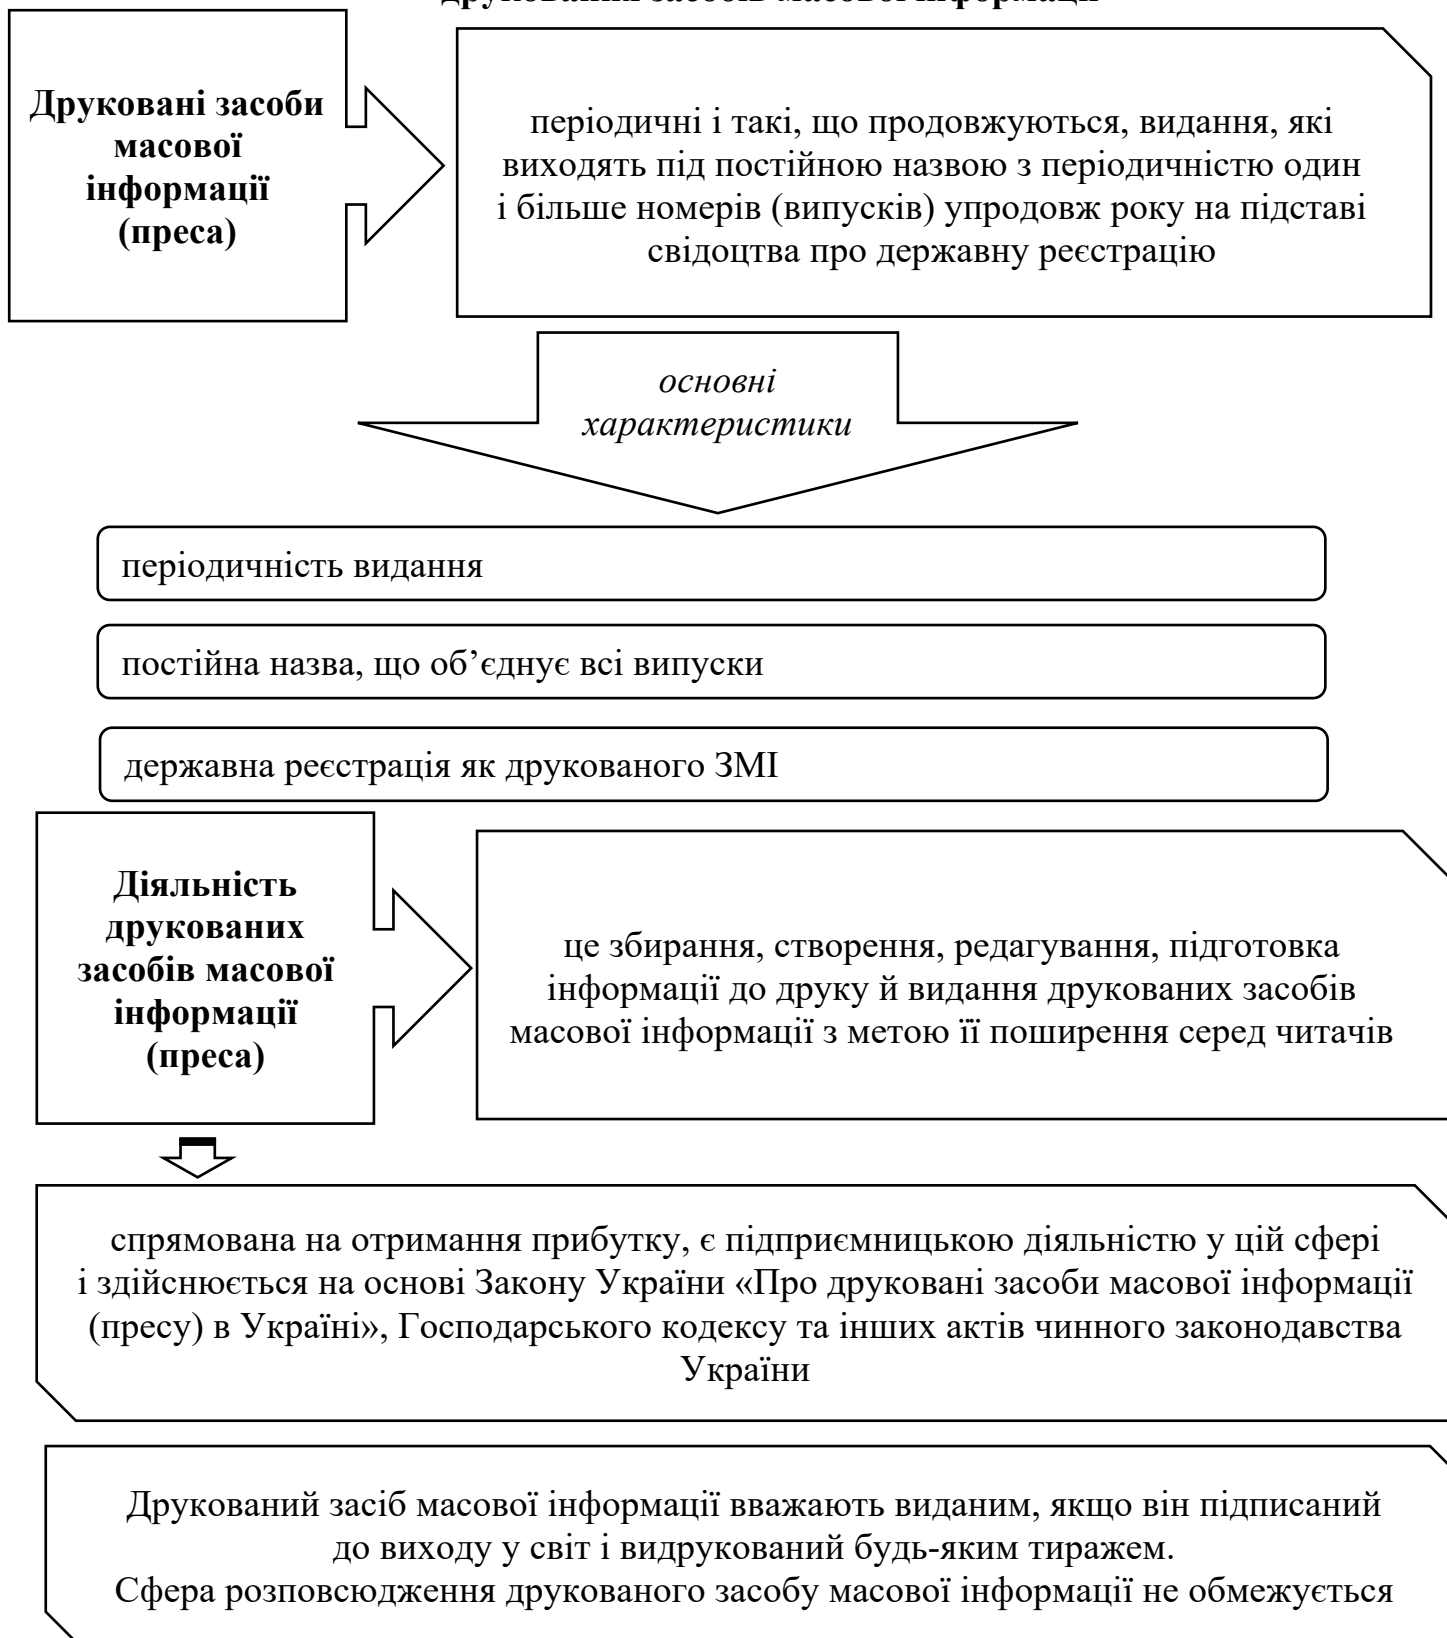 друкованих засобів масової інформації
Друковані засоби
масової
інформації
(преса)
періодичні і такі, що продовжуються, видання, які
виходять під постійною назвою з періодичністю один
і більше номерів (випусків) упродовж року на підставі
свідоцтва про державну реєстрацію
основні
характеристики
періодичність видання
постійна назва, що об’єднує всі випуски
державна реєстрація як друкованого ЗМІ
Діяльність
друкованих
засобів масової
інформації
(преса)
це збирання, створення, редагування, підготовка
інформації до друку й видання друкованих засобів
масової інформації з метою її поширення серед читачів
спрямована на отримання прибутку, є підприємницькою діяльністю у цій сфері
і здійснюється на основі Закону України «Про друковані засоби масової інформації
(пресу) в Україні», Господарського кодексу та інших актів чинного законодавства
України
Друкований засіб масової інформації вважають виданим, якщо він підписаний
до виходу у світ і видрукований будь-яким тиражем.
Сфера розповсюдження друкованого засобу масової інформації не обмежується